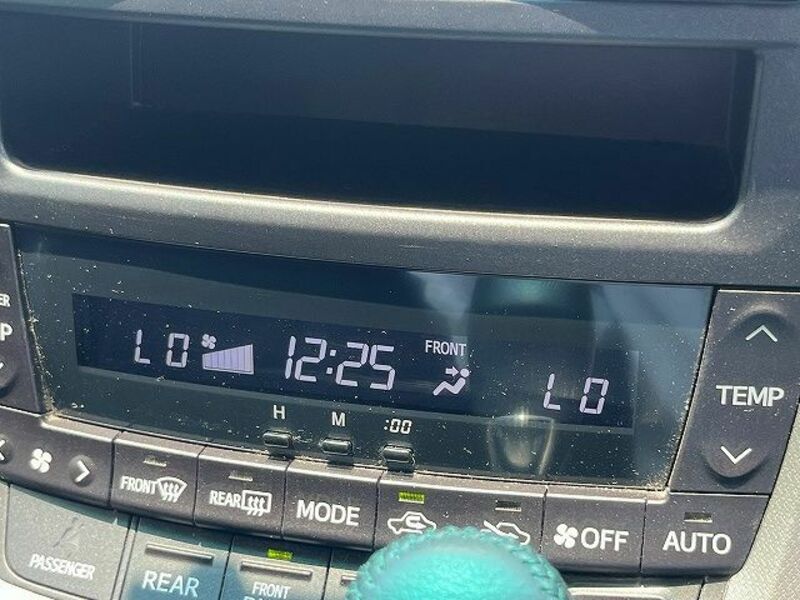 LO 12:25 FRONT LO
H M :00
TEMP
FRONT REAR MODE OFF AUTO
PASSENGER REAR FRONT